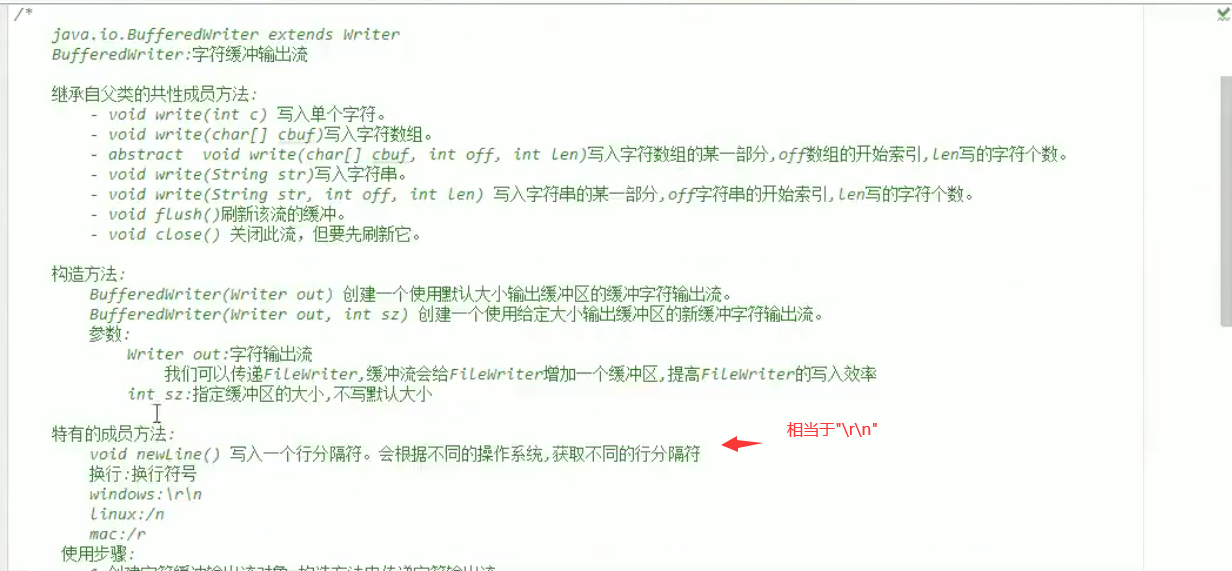 /*
java.io.BufferedWriter extends Writer
BufferedWriter:字符缓冲输出流
继承自父类的共性成员方法:
- void write(int c) 写入单个字符。
- void write(char[] cbuf)写入字符数组。
- abstract  void write(char[] cbuf, int off, int len)写入字符数组的某一部分,off数组的开始索引,len写的字符个数。
- void write(String str)写入字符串。
- void write(String str, int off, int len) 写入字符串的某一部分,off字符串的开始索引,len写的字符个数。
- void flush()刷新该流的缓冲。
- void close() 关闭此流，但要先刷新它。
构造方法:
BufferedWriter(Writer out) 创建一个使用默认大小输出缓冲区的缓冲字符输出流。
BufferedWriter(Writer out, int sz) 创建一个使用给定大小输出缓冲区的新缓冲字符输出流。
参数:
Writer out:字符输出流
我们可以传递FileWriter,缓冲流会给FileWriter增加一个缓冲区,提高FileWriter的写入效率
int sz:指定缓冲区的大小,不写默认大小
特有的成员方法:
相当于"\r\n"
void newLine() 写入一个行分隔符。会根据不同的操作系统,获取不同的行分隔符
换行:换行符号
windows:\r\n
linux:/n
mac:/r
使用步骤: